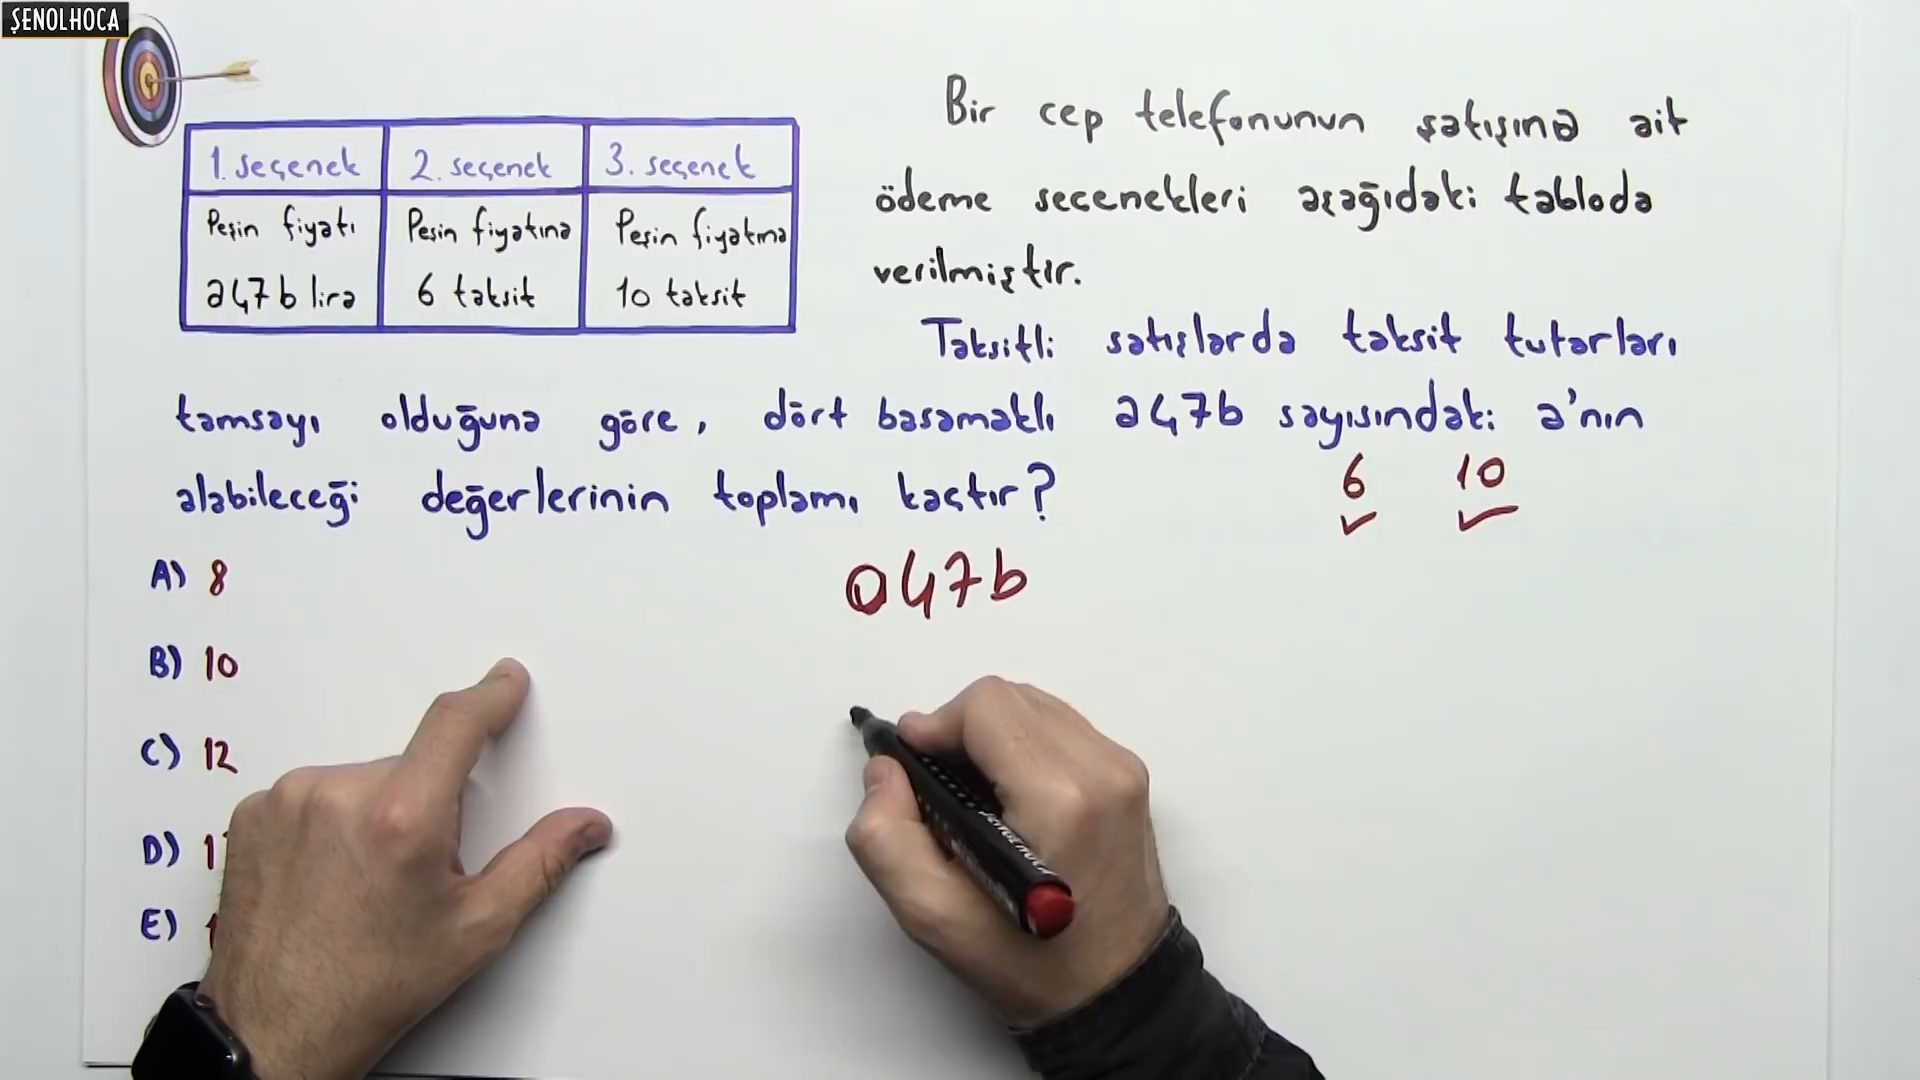 ŞENOLHOCA
1. seçenek 2. seçenek 3. seçenek
Peşin fiyatı Peşin fiyatına Peşin fiyatına
a47b lira 6 taksit 10 taksit
Bir cep telefonunun satışına ait
ödeme seçenekleri aşağıdaki tabloda
verilmiştir.
Taksitli satışlarda taksit tutarları
tamsayı olduğuna göre, dört basamaklı a47b sayısındaki a'nın
alabileceği değerlerinin toplamı kaçtır?
6 10
a47b
A) 8
B) 10
C) 12
D)
E)